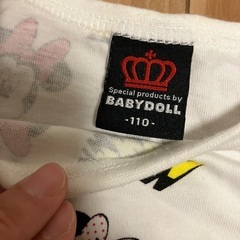 Special products by
BABYDOLL
-110-